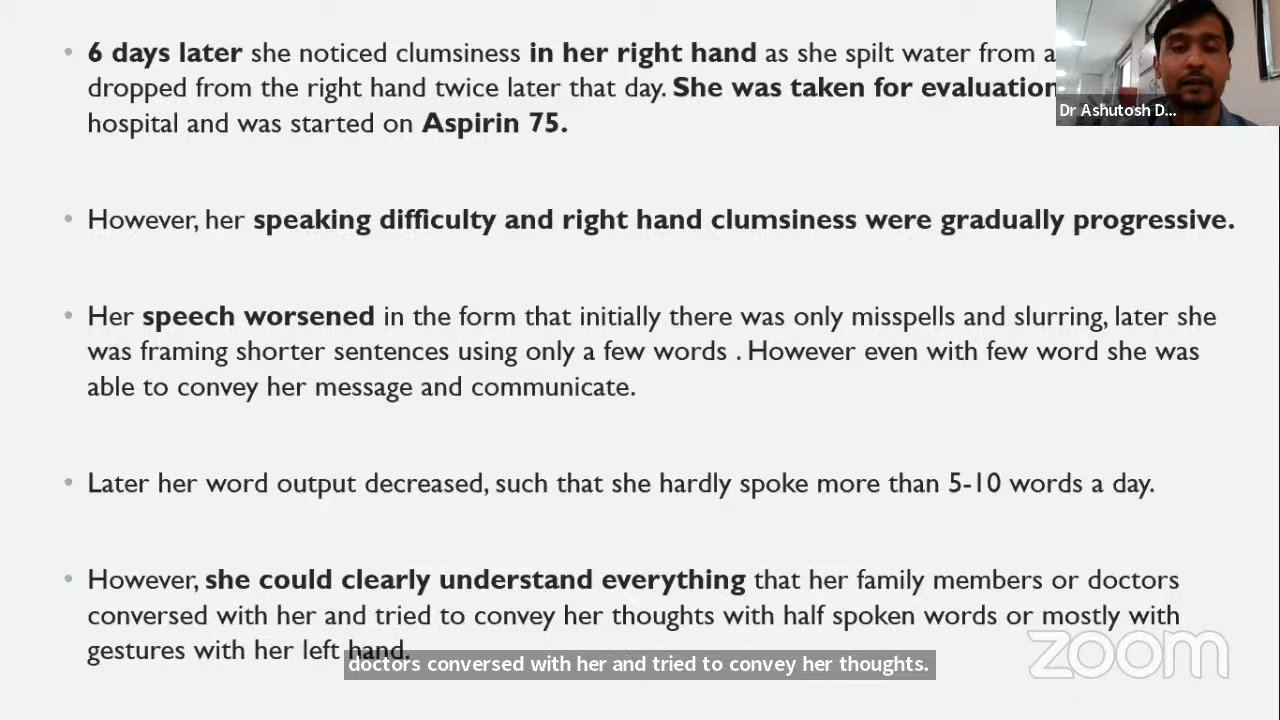 6 days later she noticed clumsiness in her right hand as she spilt water from a
dropped from the right hand twice later that day. She was taken for evaluation
hospital and was started on Aspirin 75.
Dr Ashutosh D...
However, her speaking difficulty and right hand clumsiness were gradually progressive.
Her speech worsened in the form that initially there was only misspells and slurring, later she
was framing shorter sentences using only a few words . However even with few word she was
able to convey her message and communicate.
Later her word output decreased, such that she hardly spoke more than 5-10 words a day.
However, she could clearly understand everything that her family members or doctors
conversed with her and tried to convey her thoughts with half spoken words or mostly with
gestures with her left hand.
doctors conversed with her and tried to convey her thoughts.
zoom